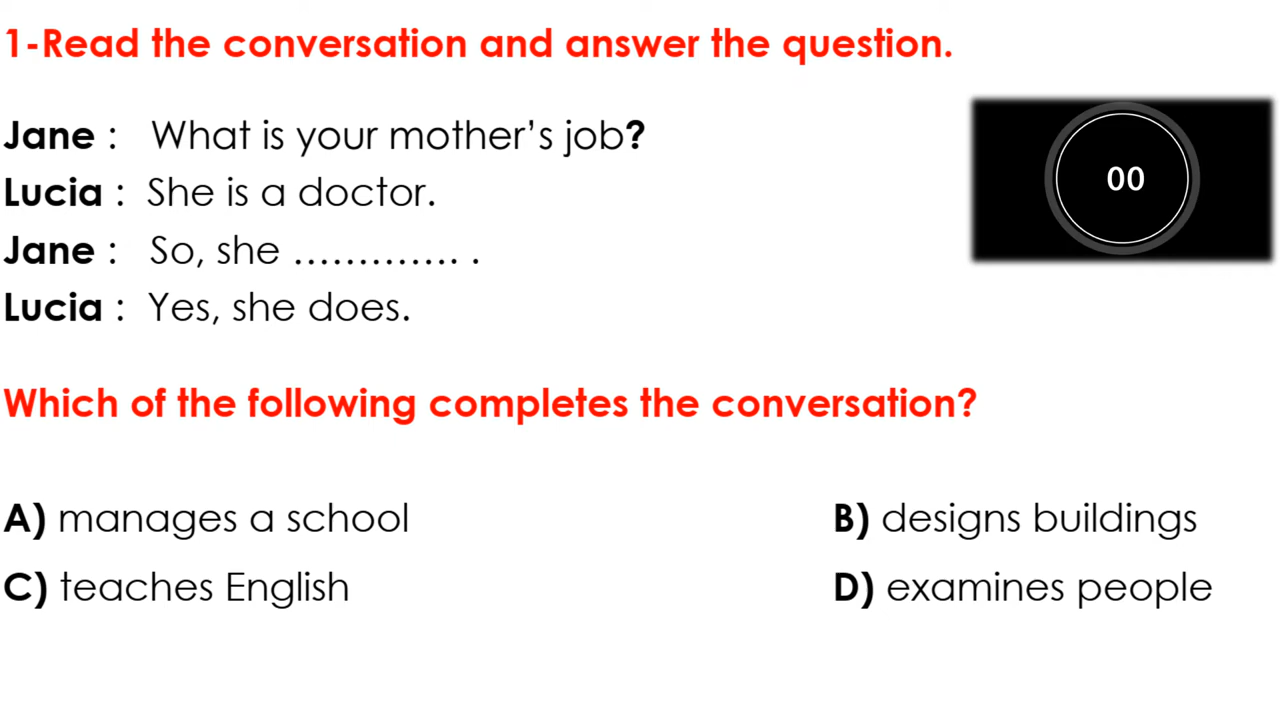 1-Read the conversation and answer the question.
Jane : What is your mother’s job?
Lucia : She is a doctor.
Jane : So, she ............. .
Lucia : Yes, she does.
00
Which of the following completes the conversation?
A) manages a school
B) designs buildings
C) teaches English
D) examines people